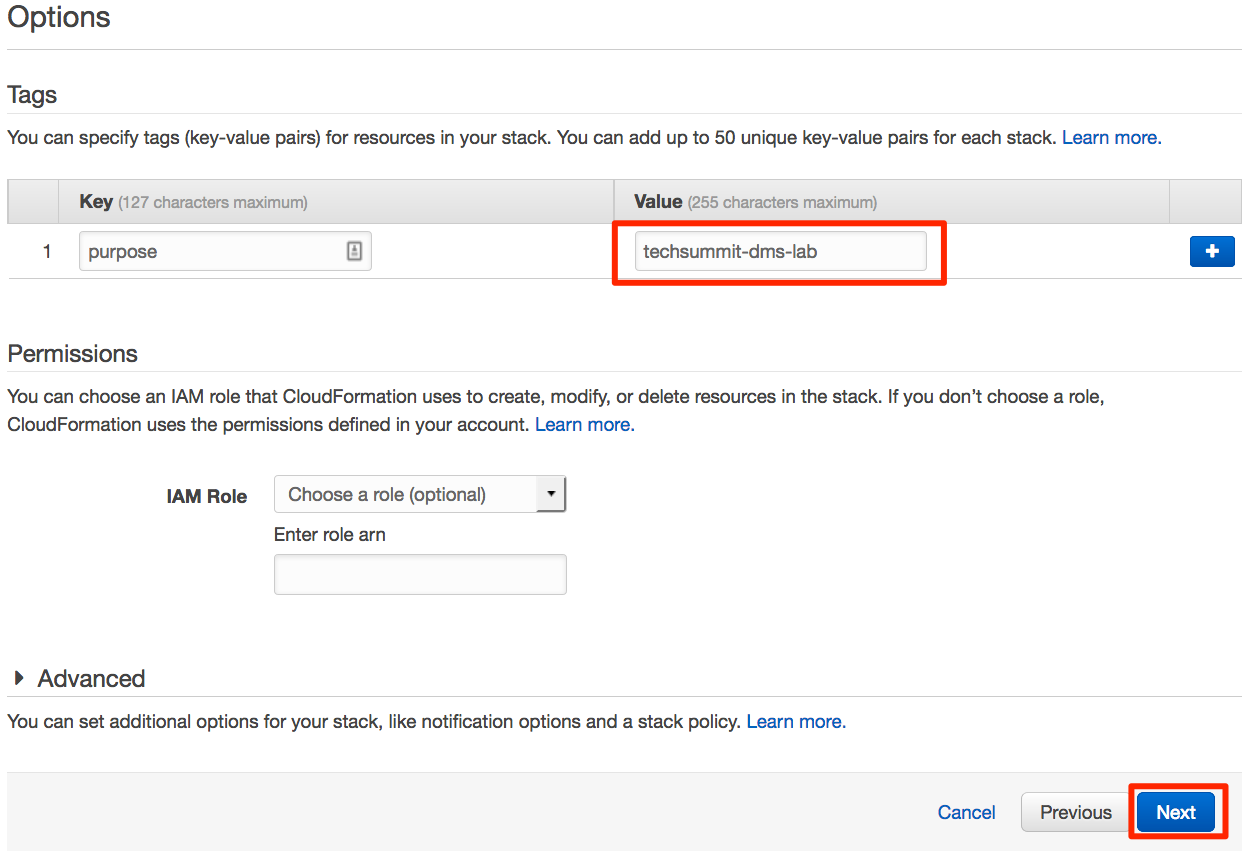 Options
Tags
You can specify tags (key-value pairs) for resources in your stack. You can add up to 50 unique key-value pairs for each stack. Learn more.
Key (127 characters maximum) Value (255 characters maximum)
1 purpose techsummit-dms-lab +
Permissions
You can choose an IAM role that CloudFormation uses to create, modify, or delete resources in the stack. If you don’t choose a role,
CloudFormation uses the permissions defined in your account. Learn more.
IAM Role Choose a role (optional)
Enter role arn
Advanced
You can set additional options for your stack, like notification options and a stack policy. Learn more.
Cancel Previous Next